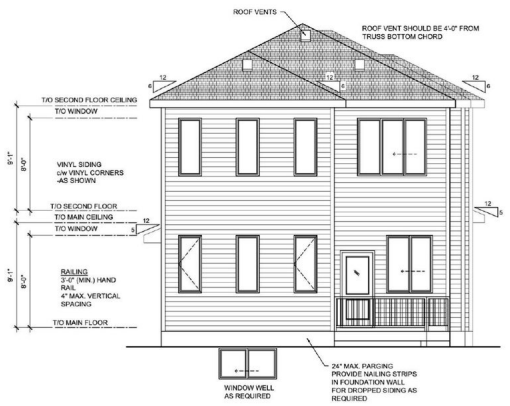 ROOF VENTS
ROOF VENT SHOULD BE 4'-0" FROM
TRUSS BOTTOM CHORD
12
6
12
6
12
6
T/O SECOND FLOOR CEILING
T/O WINDOW
9'-1"
8'-0"
VINYL SIDING
c/w VINYL CORNERS
-AS SHOWN
T/O SECOND FLOOR
T/O MAIN CEILING
T/O WINDOW
12
5
12
5
9'-1"
8'-0"
RAILING
3'-0" (MIN.) HAND
RAIL
4" MAX. VERTICAL
SPACING
T/O MAIN FLOOR
WINDOW WELL
AS REQUIRED
24" MAX. PARGING
PROVIDE NAILING STRIPS
IN FOUNDATION WALL
FOR DROPPED SIDING AS
REQUIRED